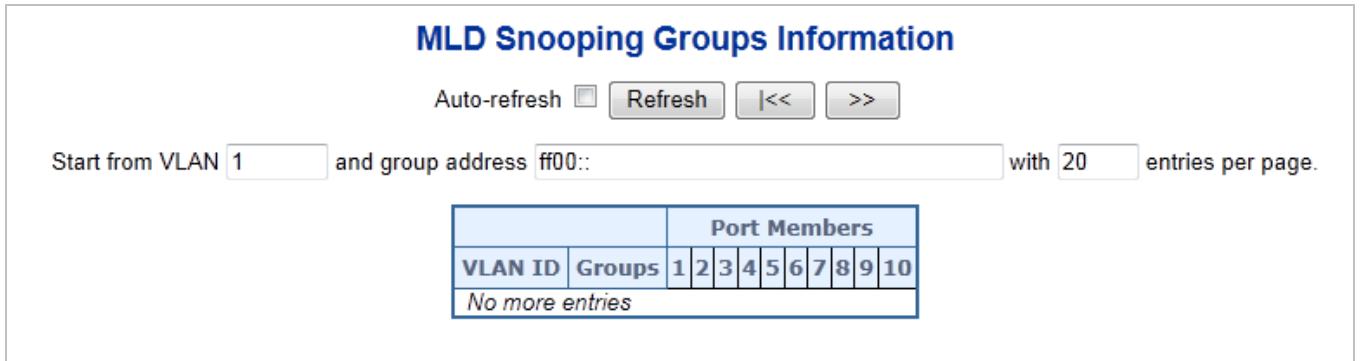 MLD Snooping Groups Information
Auto-refresh Refresh |<< >>
Start from VLAN 1 and group address ff00:: with 20 entries per page.
Port Members
VLAN ID Groups 1 2 3 4 5 6 7 8 9 10
No more entries